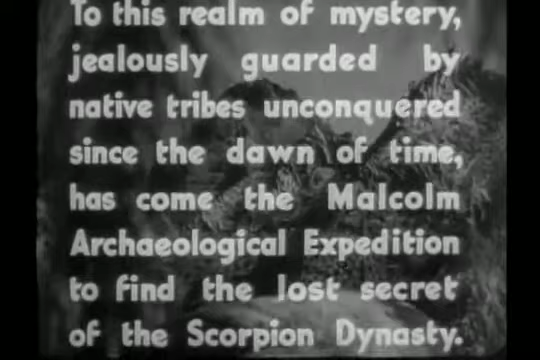 To this realm of mystery,
jealously guarded by
native tribes unconquered
since the dawn of time,
has come the Malcolm
Archaeological Expedition
to find the lost secret
of the Scorpion Dynasty.